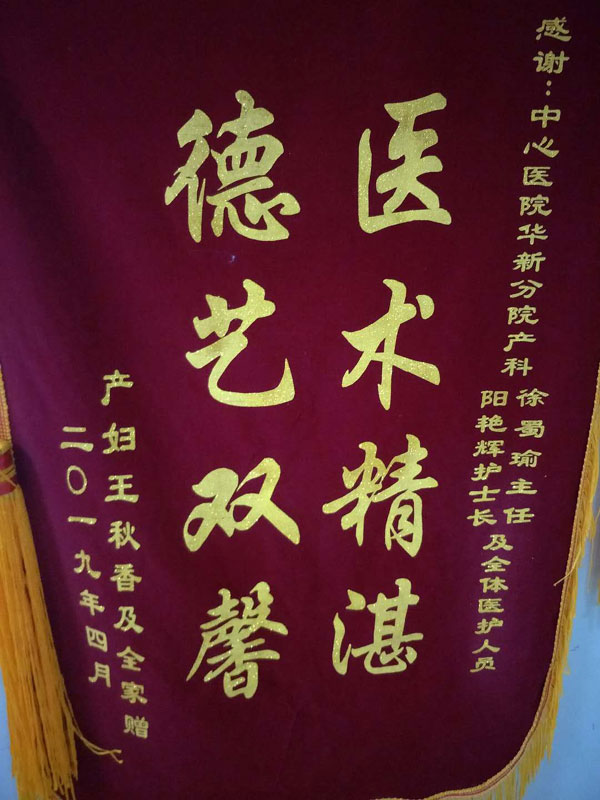 感谢：中心医院华新分院产科
徐蜀瑜主任
阳艳辉护士长
及全体医护人员
医术精湛
德艺双馨
产妇王秋香及全家赠
二〇一九年四月